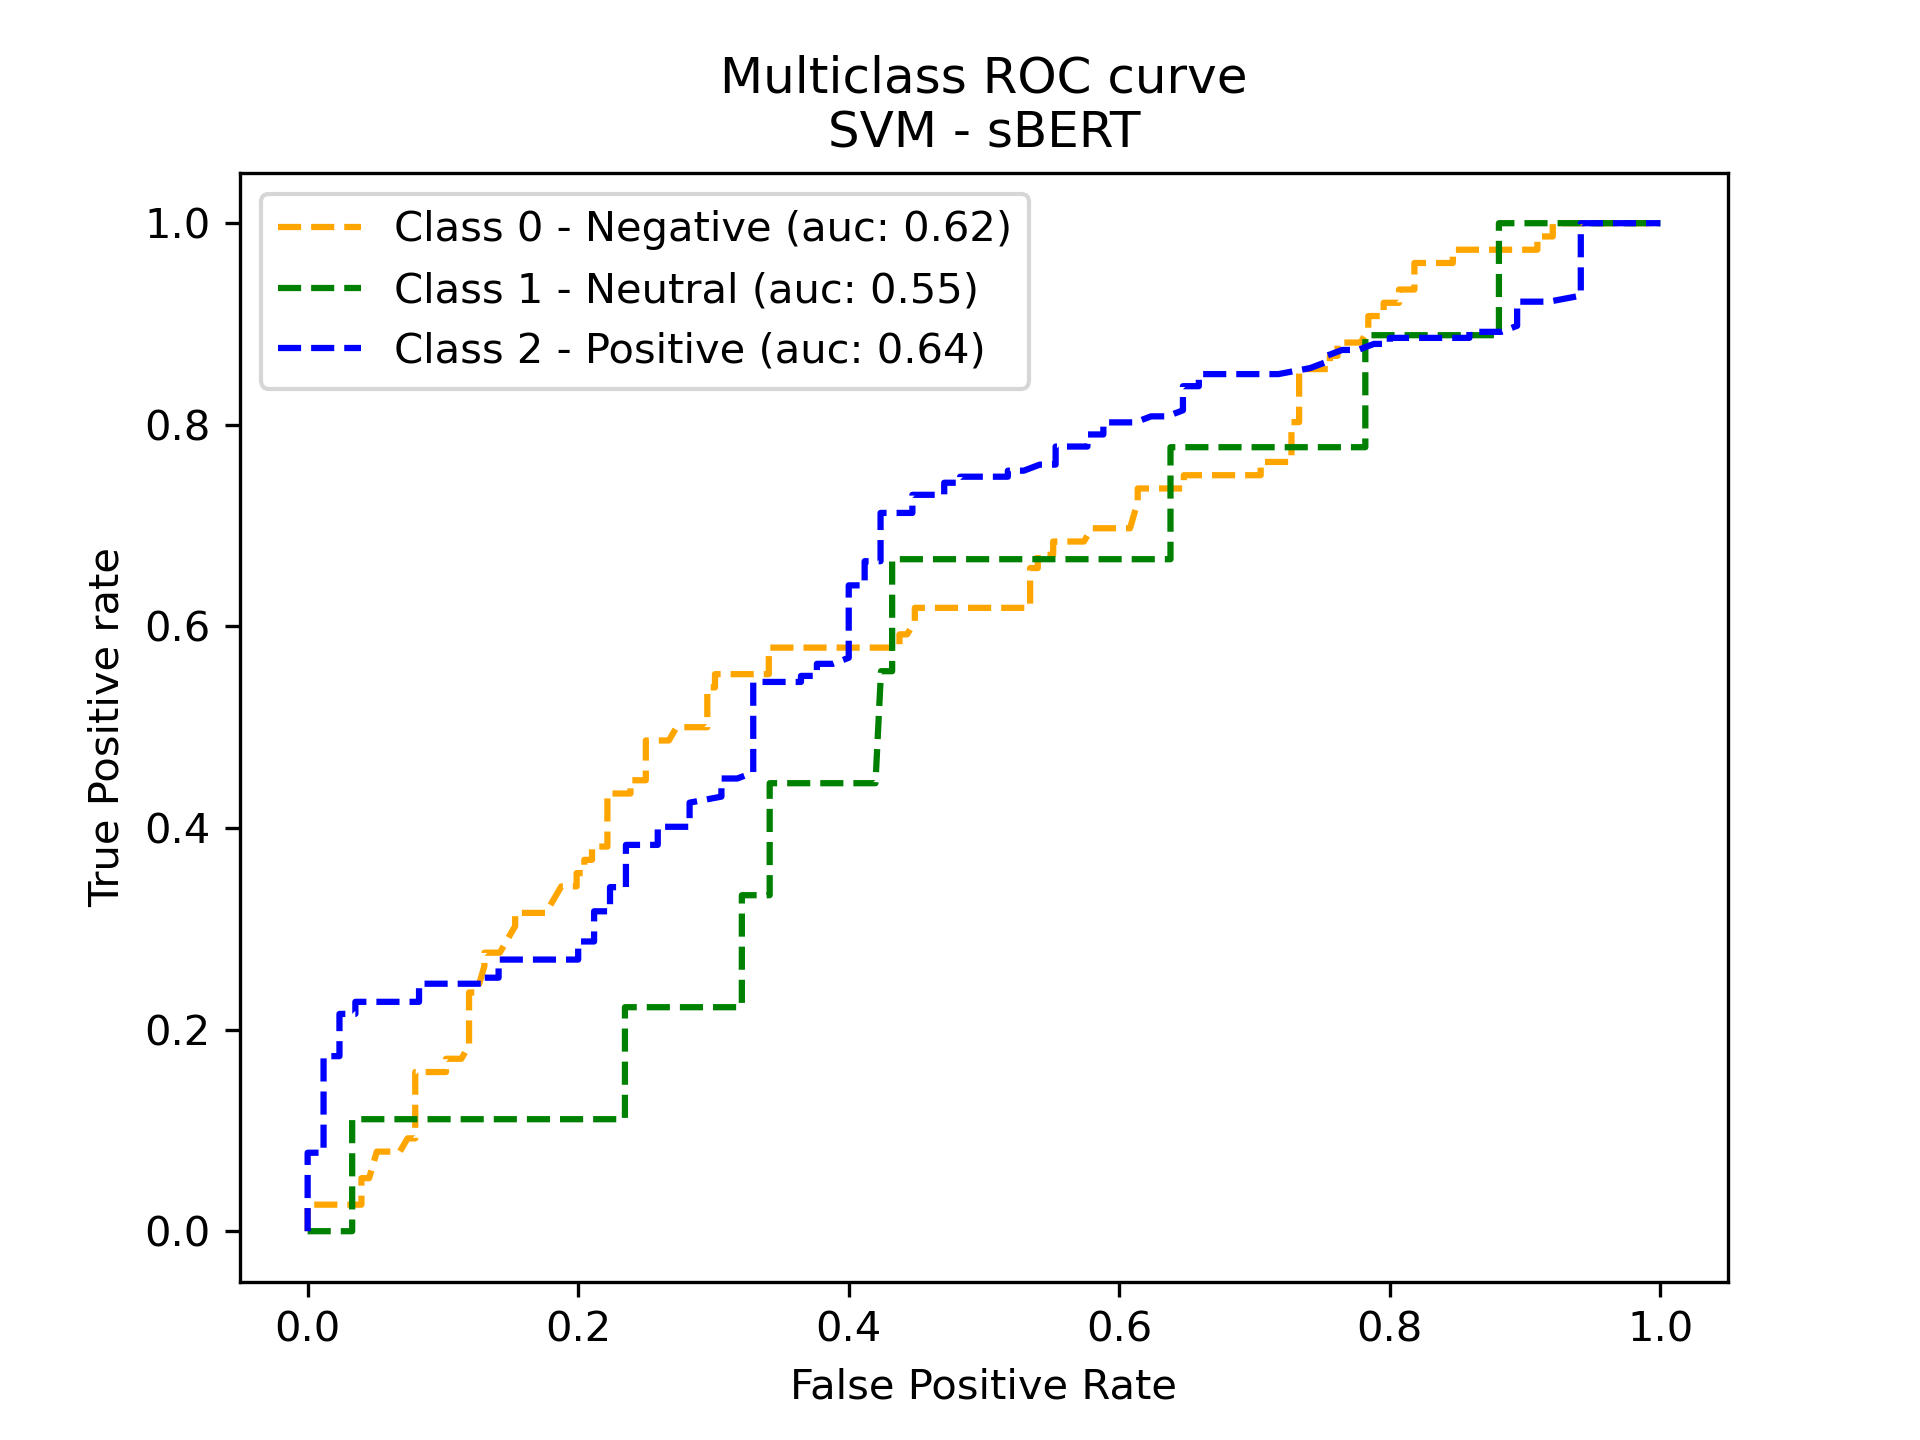 Multiclass ROC curve
SVM - sBERT
Class 0 - Negative (auc: 0.62)
Class 1 - Neutral (auc: 0.55)
Class 2 - Positive (auc: 0.64)
1.0
0.8
0.6
0.4
0.2
0.0
True Positive rate
0.0 0.2 0.4 0.6 0.8 1.0
False Positive Rate